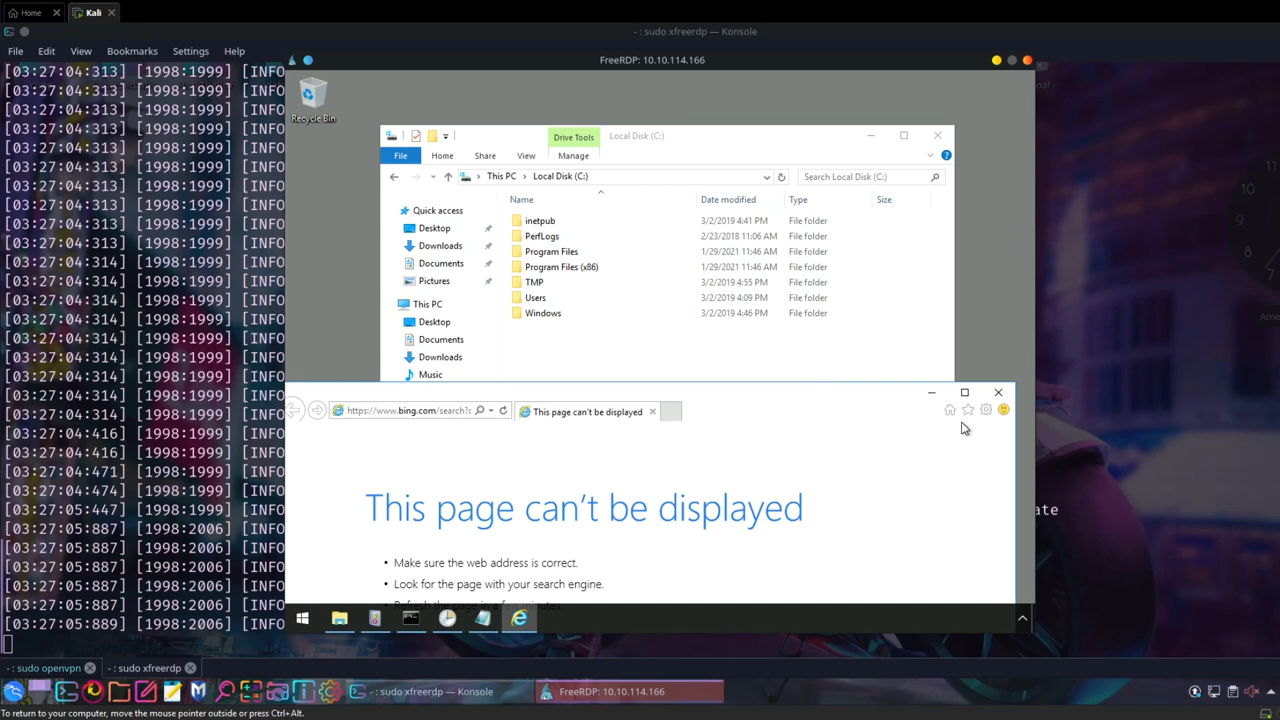 Home
Kali
- : sudo xfreerdp — Konsole
File Edit View Bookmarks Settings Help
FreeRDP: 10.10.114.166
[03:27:04:313] [1998:1999] [INFO
[03:27:04:313] [1998:1999] [INFO
[03:27:04:313] [1998:1999] [INFO
[03:27:04:313] [1998:1999] [INFO
[03:27:04:313] [1998:1999] [INFO
[03:27:04:313] [1998:1999] [INFO
[03:27:04:313] [1998:1999] [INFO
[03:27:04:313] [1998:1999] [INFO
[03:27:04:313] [1998:1999] [INFO
[03:27:04:313] [1998:1999] [INFO
[03:27:04:313] [1998:1999] [INFO
[03:27:04:314] [1998:1999] [INFO
[03:27:04:314] [1998:1999] [INFO
[03:27:04:314] [1998:1999] [INFO
[03:27:04:314] [1998:1999] [INFO
[03:27:04:314] [1998:1999] [INFO
[03:27:04:314] [1998:1999] [INFO
[03:27:04:314] [1998:1999] [INFO
[03:27:04:314] [1998:1999] [INFO
[03:27:04:416] [1998:1999] [INFO
[03:27:04:416] [1998:1999] [INFO
[03:27:04:471] [1998:1999] [INFO
[03:27:04:474] [1998:1999] [INFO
[03:27:05:447] [1998:1999] [INFO
[03:27:05:887] [1998:2006] [INFO
[03:27:05:887] [1998:2006] [INFO
[03:27:05:887] [1998:2006] [INFO
[03:27:05:887] [1998:2006] [INFO
[03:27:05:887] [1998:2006] [INFO
[03:27:05:889] [1998:2006] [INFO
Recycle Bin
Drive Tools
Local Disk (C:)
File Home Share View Manage
This PC Local Disk (C:)
Search Local Disk (C:)
Name Date modified Type Size
Quick access
Desktop
Downloads
Documents
Pictures
This PC
Desktop
Documents
Downloads
Music
inetpub 3/2/2019 4:41 PM File folder
PerfLogs 2/23/2018 11:06 AM File folder
Program Files 1/29/2021 11:46 AM File folder
Program Files (x86) 1/29/2021 11:46 AM File folder
TMP 3/2/2019 4:55 PM File folder
Users 3/2/2019 4:09 PM File folder
Windows 3/2/2019 4:46 PM File folder
11
10
9
8
Ame
nal
ate
https://www.bing.com/search?c
This page can't be displayed
This page can't be displayed
• Make sure the web address is correct.
• Look for the page with your search engine.
• Refresh the page in a few minutes.
- : sudo openvpn
- : sudo xfreerdp
- : sudo xfreerdp — Konsole
FreeRDP: 10.10.114.166
To return to your computer, move the mouse pointer outside or press Ctrl+Alt.